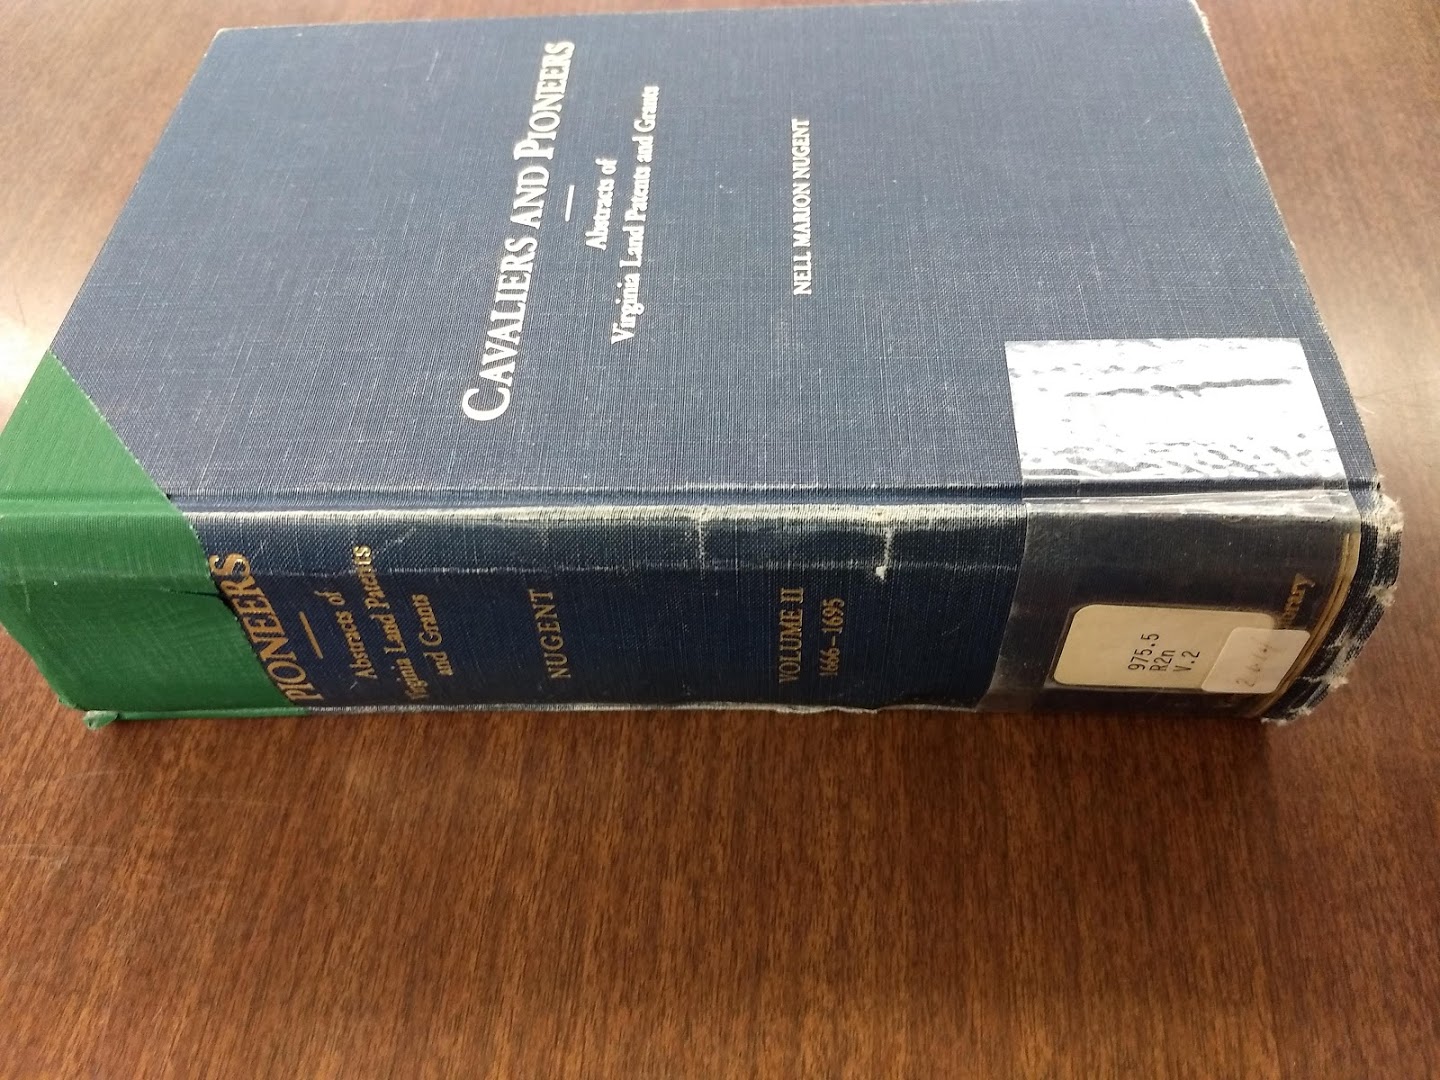 CAVALIERS AND PIONEERS
Abstracts of
Virginia Land Patents and Grants
NELL MARION NUGENT
PIONEERS
Abstracts of
Virginia Land Patents
and Grants
NUGENT
VOLUME II
1666–1695
975.5
R2n
V.2